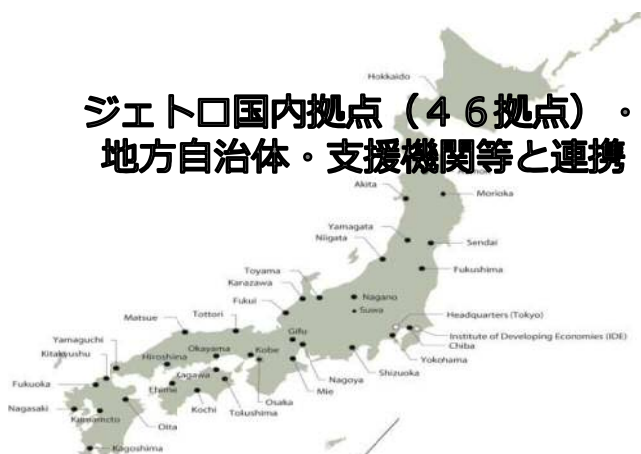 Hokkaido
ジェトロ国内拠点（４６拠点）・
地方自治体・支援機関等と連携
Akita
Morioka
Yamagata
Niigata
Sendai
Toyama
Fukushima
Karazawa
Fukui
Nagano
Suwa
Matsue
Tottori
Headquarters (Tokyo)
Gifu
Institute of Developing Economies (IDE)
Yamaguchi
Okayama
Kobe
Chiba
Kitakyushu
Hiroshima
Yokohama
Kagawa
Shizuoka
Fukuoka
Ehime
Nagoya
Mie
Nagasaki
Kochi
Osaka
Kumamoto
Tokushima
Oita
Kagoshima